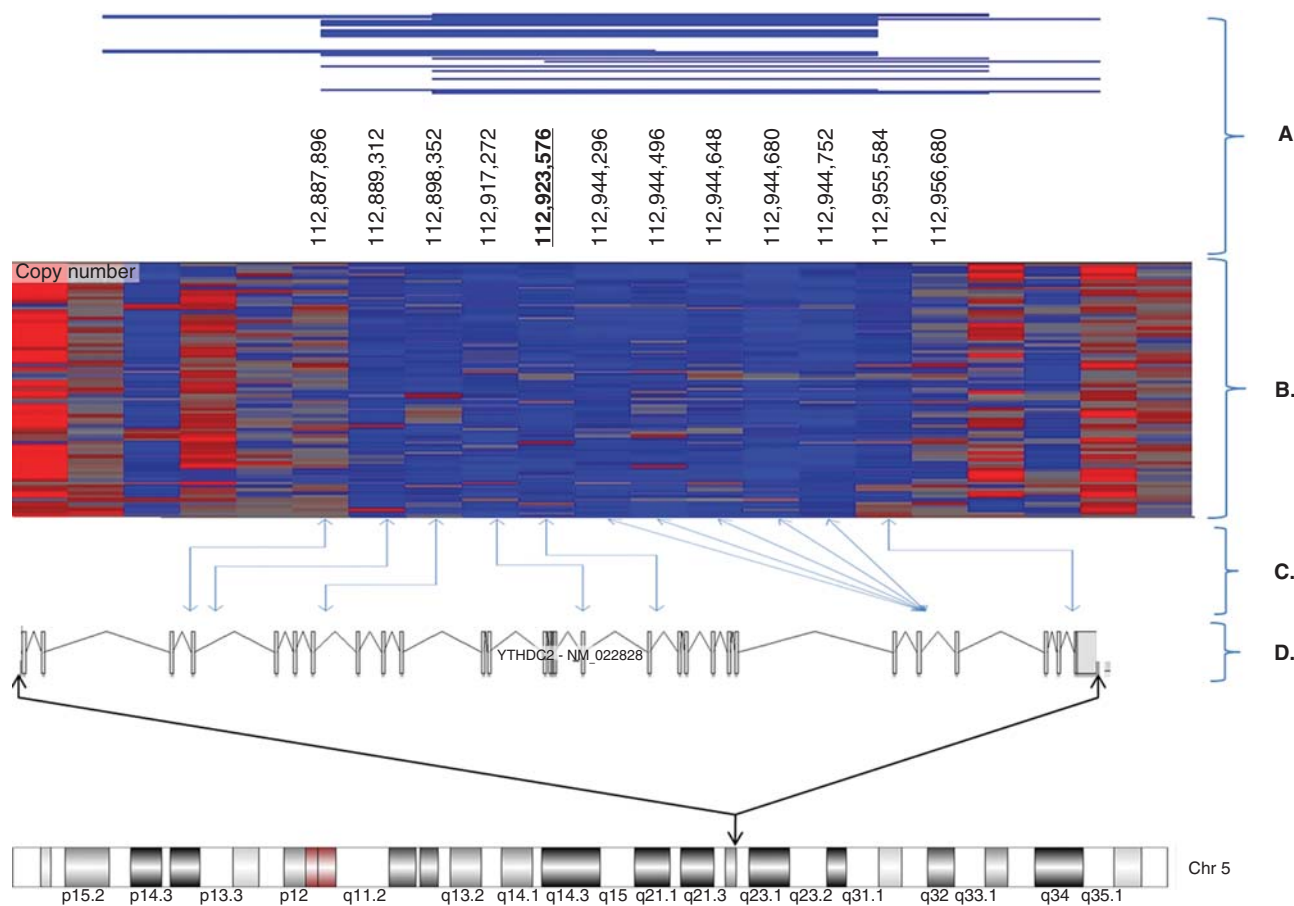 A
112,887,896
112,889,312
112,898,352
112,917,272
112,923,576
112,944,296
112,944,496
112,944,648
112,944,680
112,944,752
112,955,584
112,956,680
Copy number
B.
C.
YTHDC2 - NM_022828
D.
Chr 5
p15.2 p14.3 p13.3 p12 q11.2 q13.2 q14.1 q14.3 q15 q21.1 q21.3 q23.1 q23.2 q31.1 q32 q33.1 q34 q35.1